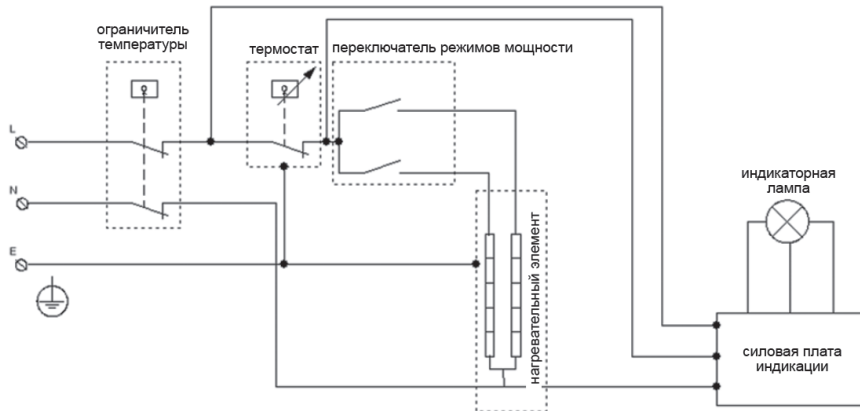 ограничитель
температуры
термостат
переключатель режимов мощности
L
N
E
нагревательный элемент
индикаторная
лампа
силовая плата
индикации